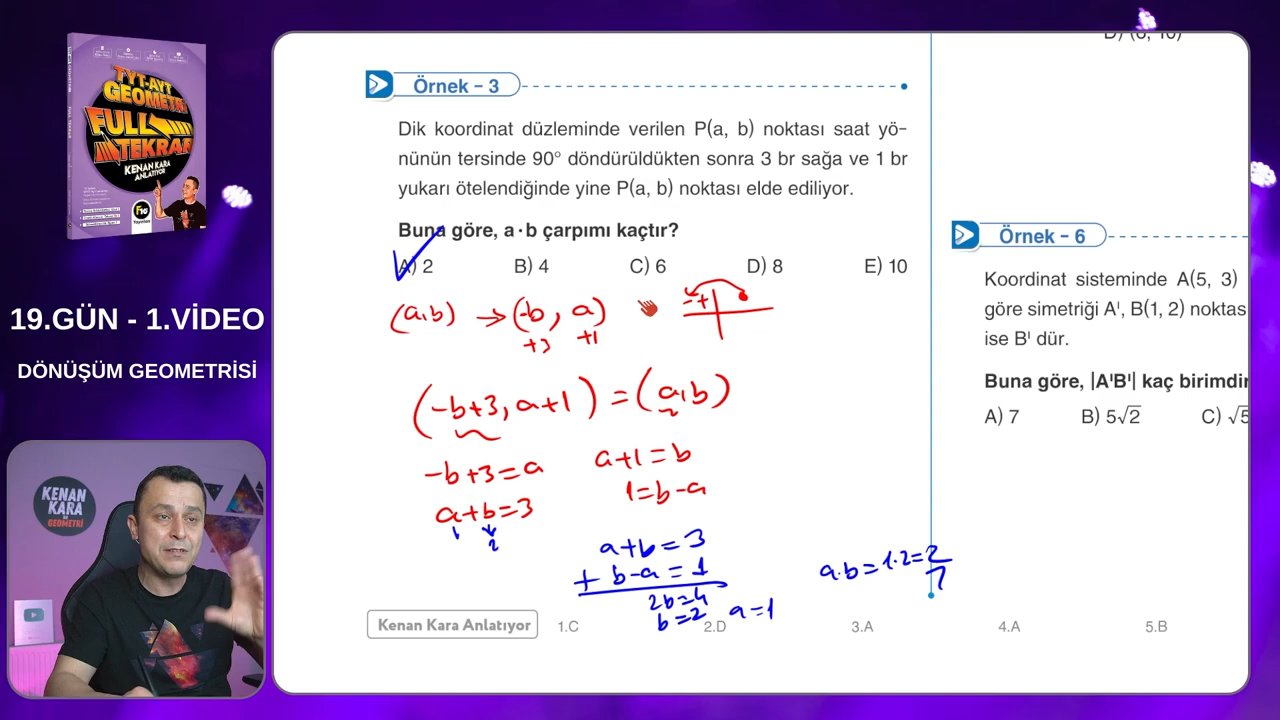 TYT-AYT
GEOMETRİ
FULL
TEKRAR
KENAN KARA
ANLATIYOR
19.GÜN - 1.VİDEO
DÖNÜŞÜM GEOMETRİSİ
KENAN
KARA
GEOMETRİ
Örnek – 3
Dik koordinat düzleminde verilen P(a, b) noktası saat yö-
nünün tersinde 90° döndürüldükten sonra 3 br sağa ve 1 br
yukarı ötelendiğinde yine P(a, b) noktası elde ediliyor.
Buna göre, a·b çarpımı kaçtır?
A) 2 B) 4 C) 6 D) 8 E) 10
(a,b) → (-b, a)
+3 +1
- +
(-b+3, a+1) = (a,b)
-b+3=a a+1=b
a+b=3 1=b-a
1 2
a+b=3
+ b-a=1
2b=4
b=2 a=1
a.b=1.2=2
Kenan Kara Anlatıyor 1.C 2.D 3.A 4.A 5.B
D) (6, 10)
Örnek – 6
Koordinat sisteminde A(5, 3)
göre simetriği A', B(1, 2) noktas
ise B' dür.
Buna göre, |A'B'| kaç birimdir
A) 7 B) 5√2 C) √5